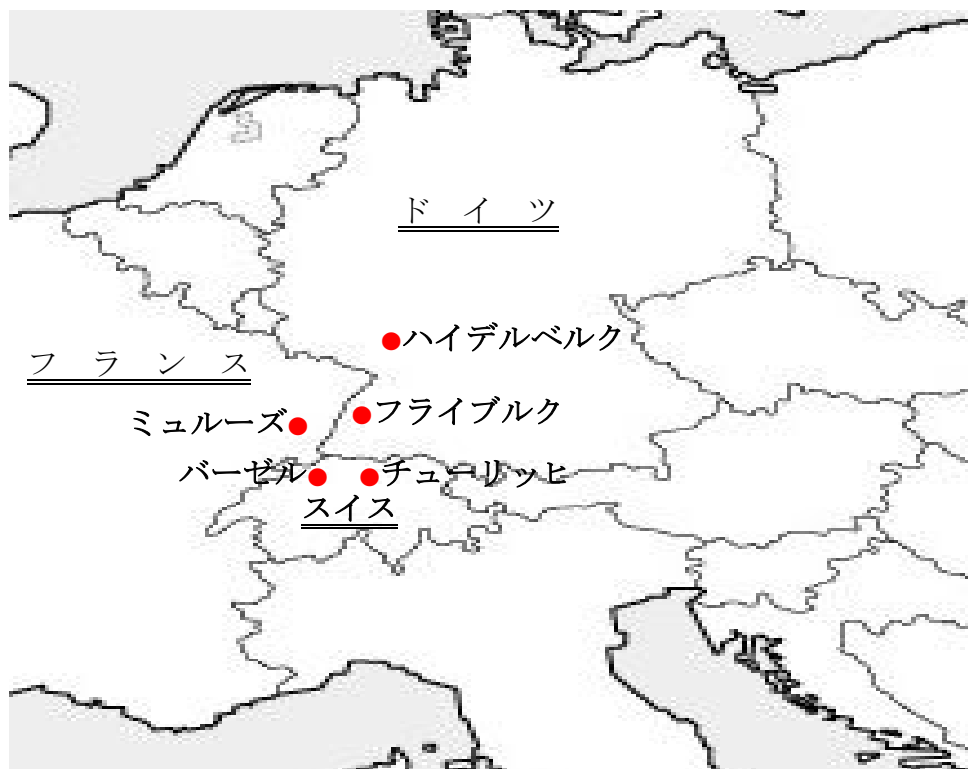 ド イ ツ
ハイデルベルク
フ ラ ン ス
フライブルク
ミュルーズ
バーゼル
チューリッヒ
スイス